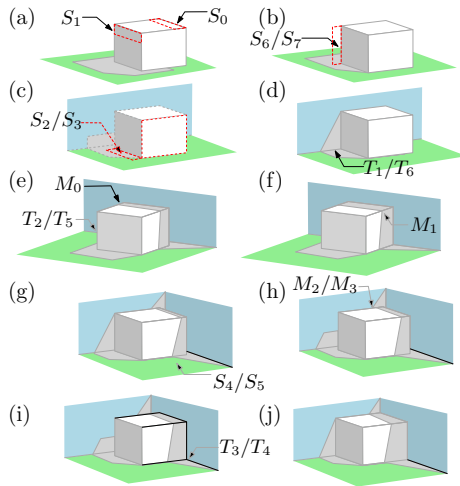 (a) S₁ S₀
(b) S₆/S₇
(c) S₂/S₃
(d) T₁/T₆
(e) M₀ T₂/T₅
(f) M₁
(g) S₄/S₅
(h) M₂/M₃
(i) T₃/T₄
(j)